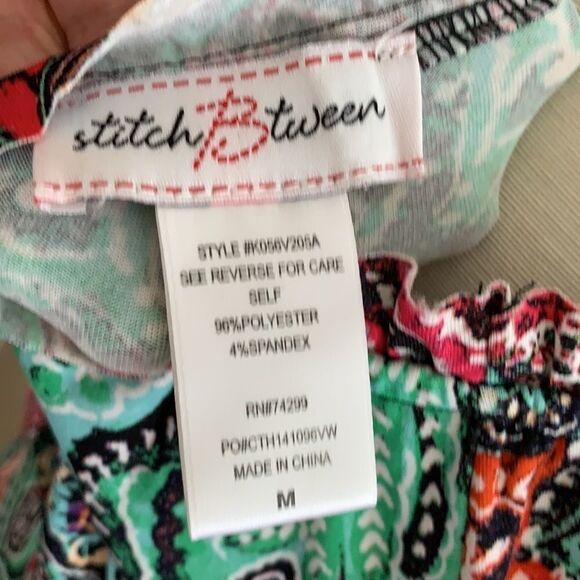 stitch B tween
STYLE #K056V205A
SEE REVERSE FOR CARE
SELF
96%POLYESTER
4%SPANDEX
RN#74299
PO#CTH141096VW
MADE IN CHINA
M